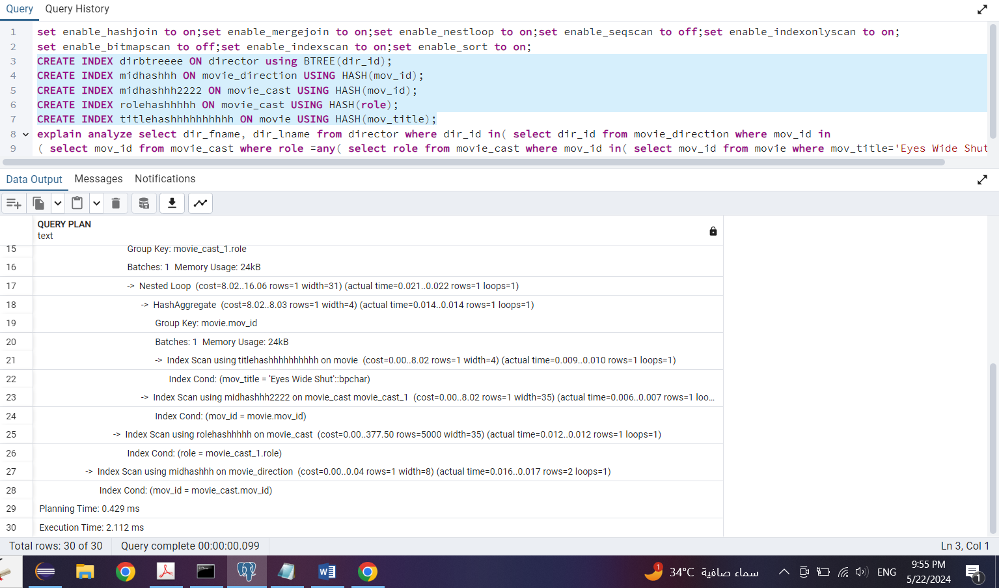 Query Query History
1 set enable_hashjoin to on;set enable_mergejoin to on;set enable_nestloop to on;set enable_seqscan to off;set enable_indexonlyscan to on;
2 set enable_bitmapscan to off;set enable_indexscan to on;set enable_sort to on;
3 CREATE INDEX dirbtreeee ON director using BTREE(dir_id);
4 CREATE INDEX midhashhh ON movie_direction USING HASH(mov_id);
5 CREATE INDEX midhashhh2222 ON movie_cast USING HASH(mov_id);
6 CREATE INDEX rolehashhhhh ON movie_cast USING HASH(role);
7 CREATE INDEX titlehashhhhhhhhhh ON movie USING HASH(mov_title);
8 explain analyze select dir_fname, dir_lname from director where dir_id in( select dir_id from movie_direction where mov_id in
9 ( select mov_id from movie_cast where role =any( select role from movie_cast where mov_id in( select mov_id from movie where mov_title='Eyes Wide Shut
Data Output Messages Notifications
QUERY PLAN
text
15 Group Key: movie_cast_1.role
16 Batches: 1 Memory Usage: 24kB
17 -> Nested Loop (cost=8.02..16.06 rows=1 width=31) (actual time=0.021..0.022 rows=1 loops=1)
18 -> HashAggregate (cost=8.02..8.03 rows=1 width=4) (actual time=0.014..0.014 rows=1 loops=1)
19 Group Key: movie.mov_id
20 Batches: 1 Memory Usage: 24kB
21 -> Index Scan using titlehashhhhhhhhhh on movie (cost=0.00..8.02 rows=1 width=4) (actual time=0.009..0.010 rows=1 loops=1)
22 Index Cond: (mov_title = 'Eyes Wide Shut'::bpchar)
23 -> Index Scan using midhashhh2222 on movie_cast movie_cast_1 (cost=0.00..8.02 rows=1 width=35) (actual time=0.006..0.007 rows=1 loo...
24 Index Cond: (mov_id = movie.mov_id)
25 -> Index Scan using rolehashhhhh on movie_cast (cost=0.00..377.50 rows=5000 width=35) (actual time=0.012..0.012 rows=1 loops=1)
26 Index Cond: (role = movie_cast_1.role)
27 -> Index Scan using midhashhh on movie_direction (cost=0.00..0.04 rows=1 width=8) (actual time=0.016..0.017 rows=2 loops=1)
28 Index Cond: (mov_id = movie_cast.mov_id)
29 Planning Time: 0.429 ms
30 Execution Time: 2.112 ms
Total rows: 30 of 30 Query complete 00:00:00.099 Ln 3, Col 1
1 34°C سماء صافية ENG 9:55 PM
5/22/2024 1